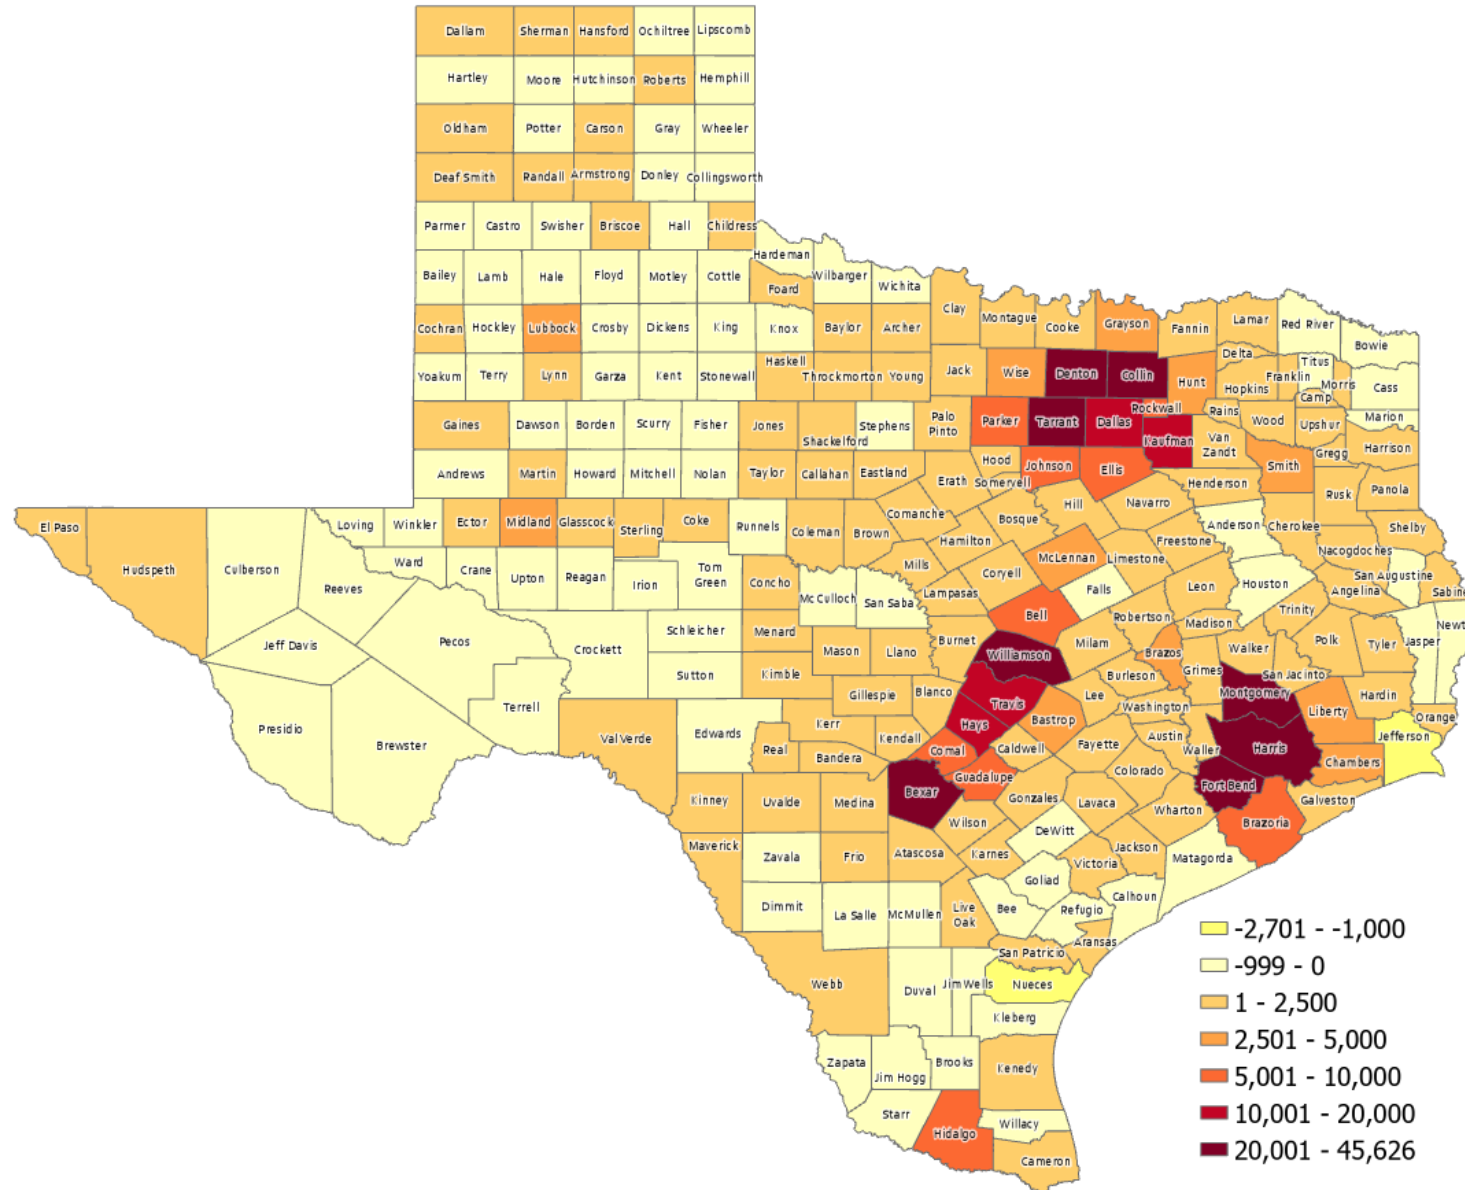 Dallam
Sherman
Hansford
Ochiltree
Lipscomb
Hartley
Moore
Hutchinson
Roberts
Hemphill
Oldham
Potter
Carson
Gray
Wheeler
Deaf Smith
Randall
Armstrong
Donley
Collingsworth
Parmer
Castro
Swisher
Briscoe
Hall
Childress
Hardeman
Bailey
Lamb
Hale
Floyd
Motley
Cottle
Foard
Wilbarger
Wichita
Cochran
Hockley
Lubbock
Crosby
Dickens
King
Knox
Baylor
Archer
Clay
Montague
Cooke
Grayson
Fannin
Lamar
Red River
Bowie
Yoakum
Terry
Lynn
Garza
Kent
Stonewall
Haskell
Throckmorton
Young
Jack
Wise
Denton
Collin
Hunt
Delta
Hopkins
Franklin
Titus
Camp
Morris
Cass
Marion
Gaines
Dawson
Borden
Scurry
Fisher
Jones
Shackelford
Stephens
Palo
Pinto
Parker
Tarrant
Dallas
Rockwall
Kaufman
Rains
Van
Zandt
Wood
Upshur
Gregg
Harrison
Andrews
Martin
Howard
Mitchell
Nolan
Taylor
Callahan
Eastland
Erath
Hood
Somervell
Johnson
Ellis
Henderson
Smith
Rusk
Panola
El Paso
Hudspeth
Culberson
Loving
Winkler
Ector
Midland
Glasscock
Sterling
Coke
Runnels
Coleman
Brown
Comanche
Hamilton
Bosque
Hill
Navarro
Freestone
Anderson
Cherokee
Nacogdoches
Shelby
Reeves
Ward
Crane
Upton
Reagan
Irion
Tom
Green
Concho
McCulloch
San Saba
Mills
Lampasas
Coryell
McLennan
Limestone
Falls
Leon
Houston
Angelina
San Augustine
Sabine
Jeff Davis
Pecos
Crockett
Schleicher
Menard
Mason
Llano
Burnet
Bell
Milam
Robertson
Madison
Trinity
Polk
Tyler
Jasper
Newt
Presidio
Brewster
Terrell
Sutton
Kimble
Gillespie
Blanco
Williamson
Travis
Lee
Burleson
Brazos
Grimes
Walker
San Jacinto
Hardin
Val Verde
Edwards
Real
Kerr
Bandera
Kendall
Hays
Comal
Caldwell
Bastrop
Fayette
Washington
Austin
Waller
Montgomery
Liberty
Orange
Jefferson
Kinney
Uvalde
Medina
Bexar
Guadalupe
Gonzales
Lavaca
Colorado
Wharton
Fort Bend
Harris
Chambers
Galveston
Brazoria
Maverick
Zavala
Frio
Atascosa
Wilson
Karnes
DeWitt
Victoria
Jackson
Matagorda
Dimmit
La Salle
McMullen
Live
Oak
Bee
Goliad
Refugio
Calhoun
Aransas
San Patricio
Webb
Duval
Jim Wells
Nueces
Kleberg
Zapata
Jim Hogg
Brooks
Kenedy
Starr
Hidalgo
Willacy
Cameron
-2,701 - -1,000
-999 - 0
1 - 2,500
2,501 - 5,000
5,001 - 10,000
10,001 - 20,000
20,001 - 45,626